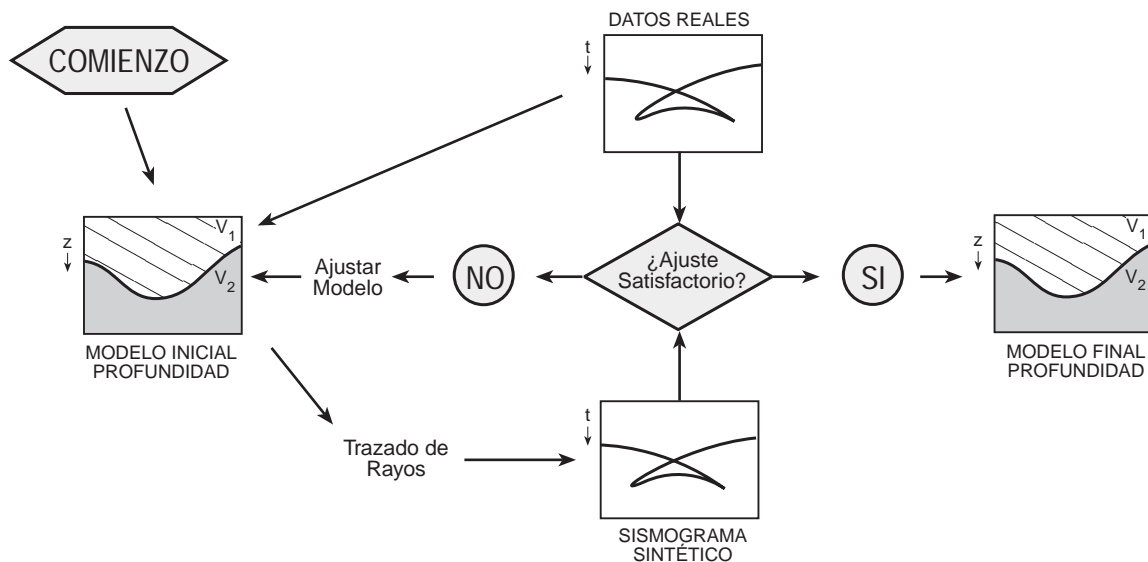 DATOS REALES
t
COMIENZO
V1
z
V2
MODELO INICIAL
PROFUNDIDAD
Ajustar
Modelo
NO
¿Ajuste
Satisfactorio?
SI
V1
z
V2
MODELO FINAL
PROFUNDIDAD
Trazado de
Rayos
t
SISMOGRAMA
SINTÉTICO